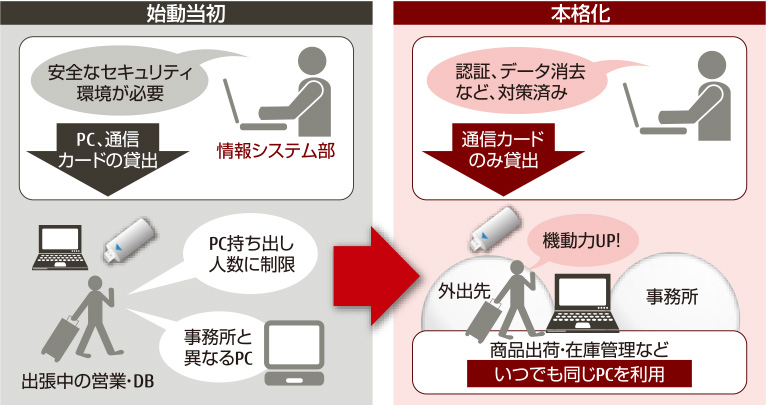 始動当初
安全なセキュリティ
環境が必要
PC、通信
カードの貸出
情報システム部
PC持ち出し
人数に制限
事務所と
異なるPC
出張中の営業・DB
本格化
認証、データ消去
など、対策済み
通信カード
のみ貸出
機動力UP!
外出先
事務所
商品出荷・在庫管理など
いつでも同じPCを利用